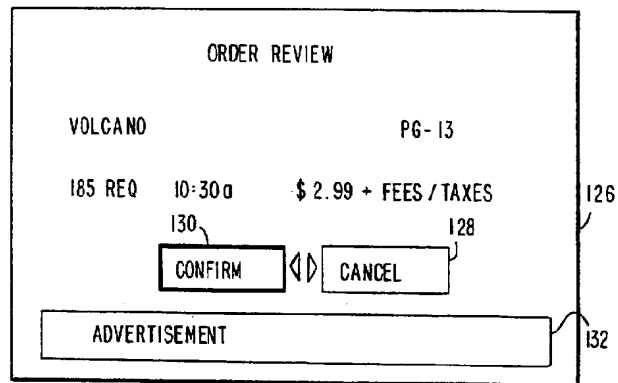 ORDER REVIEW
VOLCANO PG-13
185 REQ 10:30a $2.99 + FEES / TAXES
126
130 128
CONFIRM CANCEL
ADVERTISEMENT
132